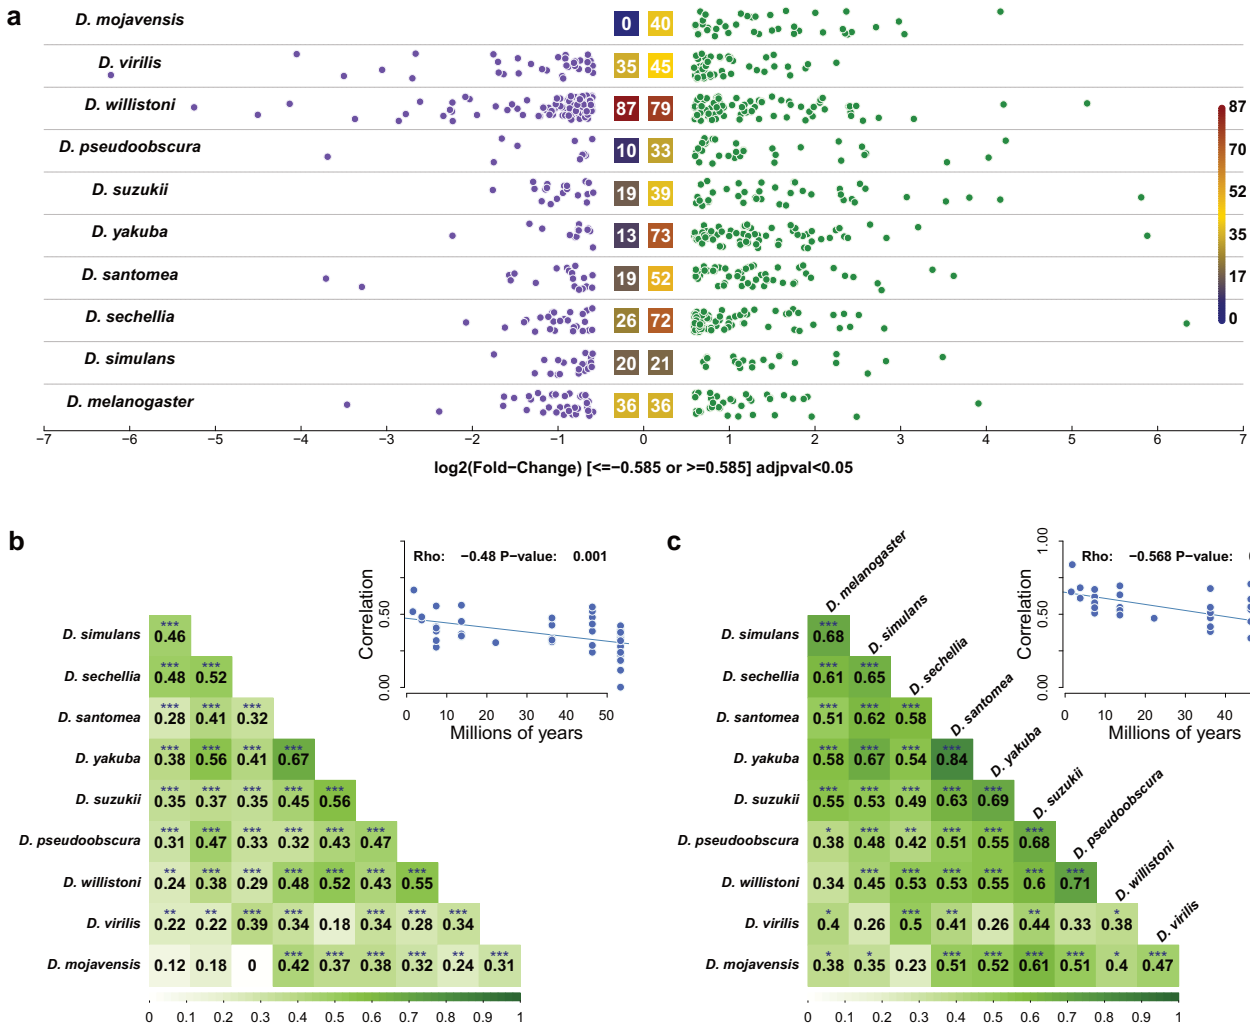 a
D. mojavensis 0 40
D. virilis 35 45
D. willistoni 87 79
D. pseudoobscura 10 33
D. suzukii 19 39
D. yakuba 13 73
D. santomea 19 52
D. sechellia 26 72
D. simulans 20 21
D. melanogaster 36 36
87
70
52
35
17
0
−7 −6 −5 −4 −3 −2 −1 0 1 2 3 4 5 6 7
log2(Fold−Change) [<=−0.585 or >=0.585] adjpval<0.05
b
Rho: −0.48 P−value: 0.001
Correlation
0.50
0.00
0 10 20 30 40 50
Millions of years
*** 
D. simulans 0.46
*** ***
D. sechellia 0.48 0.52
*** *** ***
D. santomea 0.28 0.41 0.32
*** *** *** ***
D. yakuba 0.38 0.56 0.41 0.67
*** *** *** *** ***
D. suzukii 0.35 0.37 0.35 0.45 0.56
*** *** *** *** *** ***
D. pseudoobscura 0.31 0.47 0.33 0.32 0.43 0.47
** *** *** *** *** *** ***
D. willistoni 0.24 0.38 0.29 0.48 0.52 0.43 0.55
** ** *** *** *** *** ***
D. virilis 0.22 0.22 0.39 0.34 0.18 0.34 0.28 0.34
*** *** *** *** ** ***
D. mojavensis 0.12 0.18 0 0.42 0.37 0.38 0.32 0.24 0.31
0 0.1 0.2 0.3 0.4 0.5 0.6 0.7 0.8 0.9 1
c
Rho: −0.568 P−value:
Correlation
1.00
0.50
0.00
0 10 20 30 40
Millions of years
D. melanogaster
D. simulans
D. sechellia
D. santomea
D. yakuba
D. suzukii
D. pseudoobscura
D. willistoni
D. virilis
***
D. simulans 0.68
*** ***
D. sechellia 0.61 0.65
*** *** ***
D. santomea 0.51 0.62 0.58
*** *** *** ***
D. yakuba 0.58 0.67 0.54 0.84
*** *** *** *** ***
D. suzukii 0.55 0.53 0.49 0.63 0.69
* *** ** *** *** ***
D. pseudoobscura 0.38 0.48 0.42 0.51 0.55 0.68
*** *** *** *** *** ***
D. willistoni 0.34 0.45 0.53 0.53 0.55 0.6 0.71
* *** ** ** *
D. virilis 0.4 0.26 0.5 0.41 0.26 0.44 0.33 0.38
* * *** *** *** *** * ***
D. mojavensis 0.38 0.35 0.23 0.51 0.52 0.61 0.51 0.4 0.47
0 0.1 0.2 0.3 0.4 0.5 0.6 0.7 0.8 0.9 1